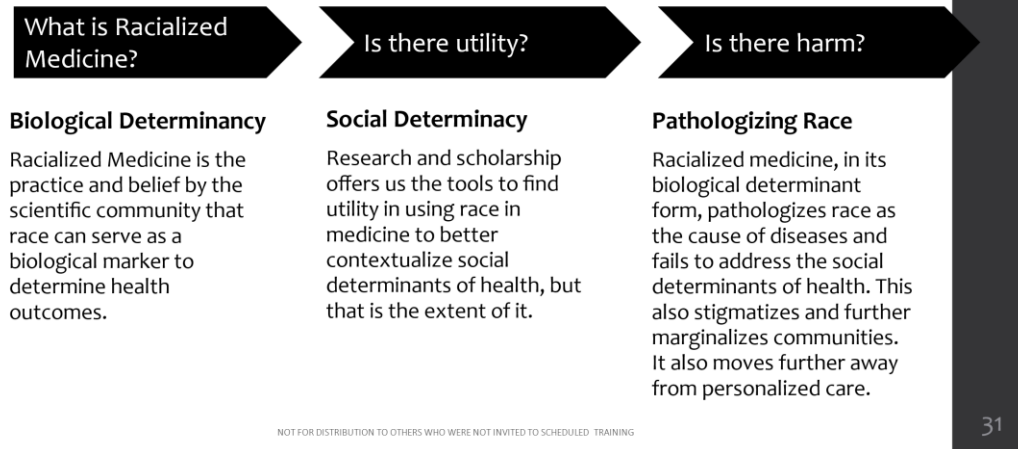 What is Racialized
Medicine?
Is there utility?
Is there harm?
Biological Determinancy
Racialized Medicine is the
practice and belief by the
scientific community that
race can serve as a
biological marker to
determine health
outcomes.
Social Determinacy
Research and scholarship
offers us the tools to find
utility in using race in
medicine to better
contextualize social
determinants of health, but
that is the extent of it.
Pathologizing Race
Racialized medicine, in its
biological determinant
form, pathologizes race as
the cause of diseases and
fails to address the social
determinants of health. This
also stigmatizes and further
marginalizes communities.
It also moves further away
from personalized care.
NOT FOR DISTRIBUTION TO OTHERS WHO WERE NOT INVITED TO SCHEDULED TRAINING
31